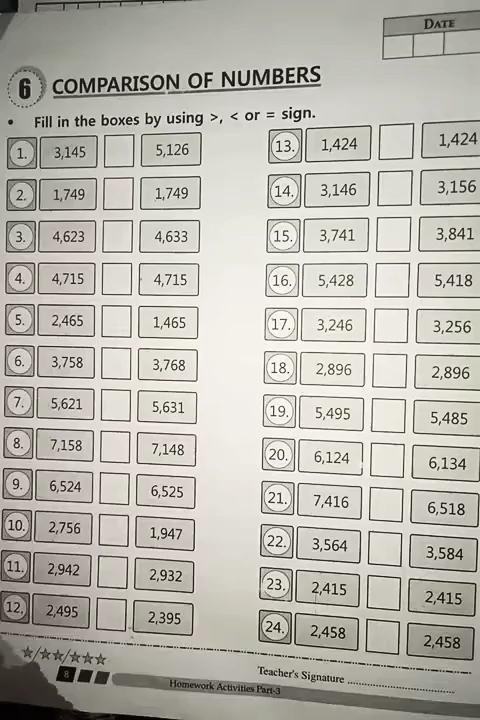 DATE
6 COMPARISON OF NUMBERS
• Fill in the boxes by using >, < or = sign.
1. 3,145 5,126
2. 1,749 1,749
3. 4,623 4,633
4. 4,715 4,715
5. 2,465 1,465
6. 3,758 3,768
7. 5,621 5,631
8. 7,158 7,148
9. 6,524 6,525
10. 2,756 1,947
11. 2,942 2,932
12. 2,495 2,395
13. 1,424 1,424
14. 3,146 3,156
15. 3,741 3,841
16. 5,428 5,418
17. 3,246 3,256
18. 2,896 2,896
19. 5,495 5,485
20. 6,124 6,134
21. 7,416 6,518
22. 3,564 3,584
23. 2,415 2,415
24. 2,458 2,458
Teacher's Signature ..............................
8 Homework Activities Part-3